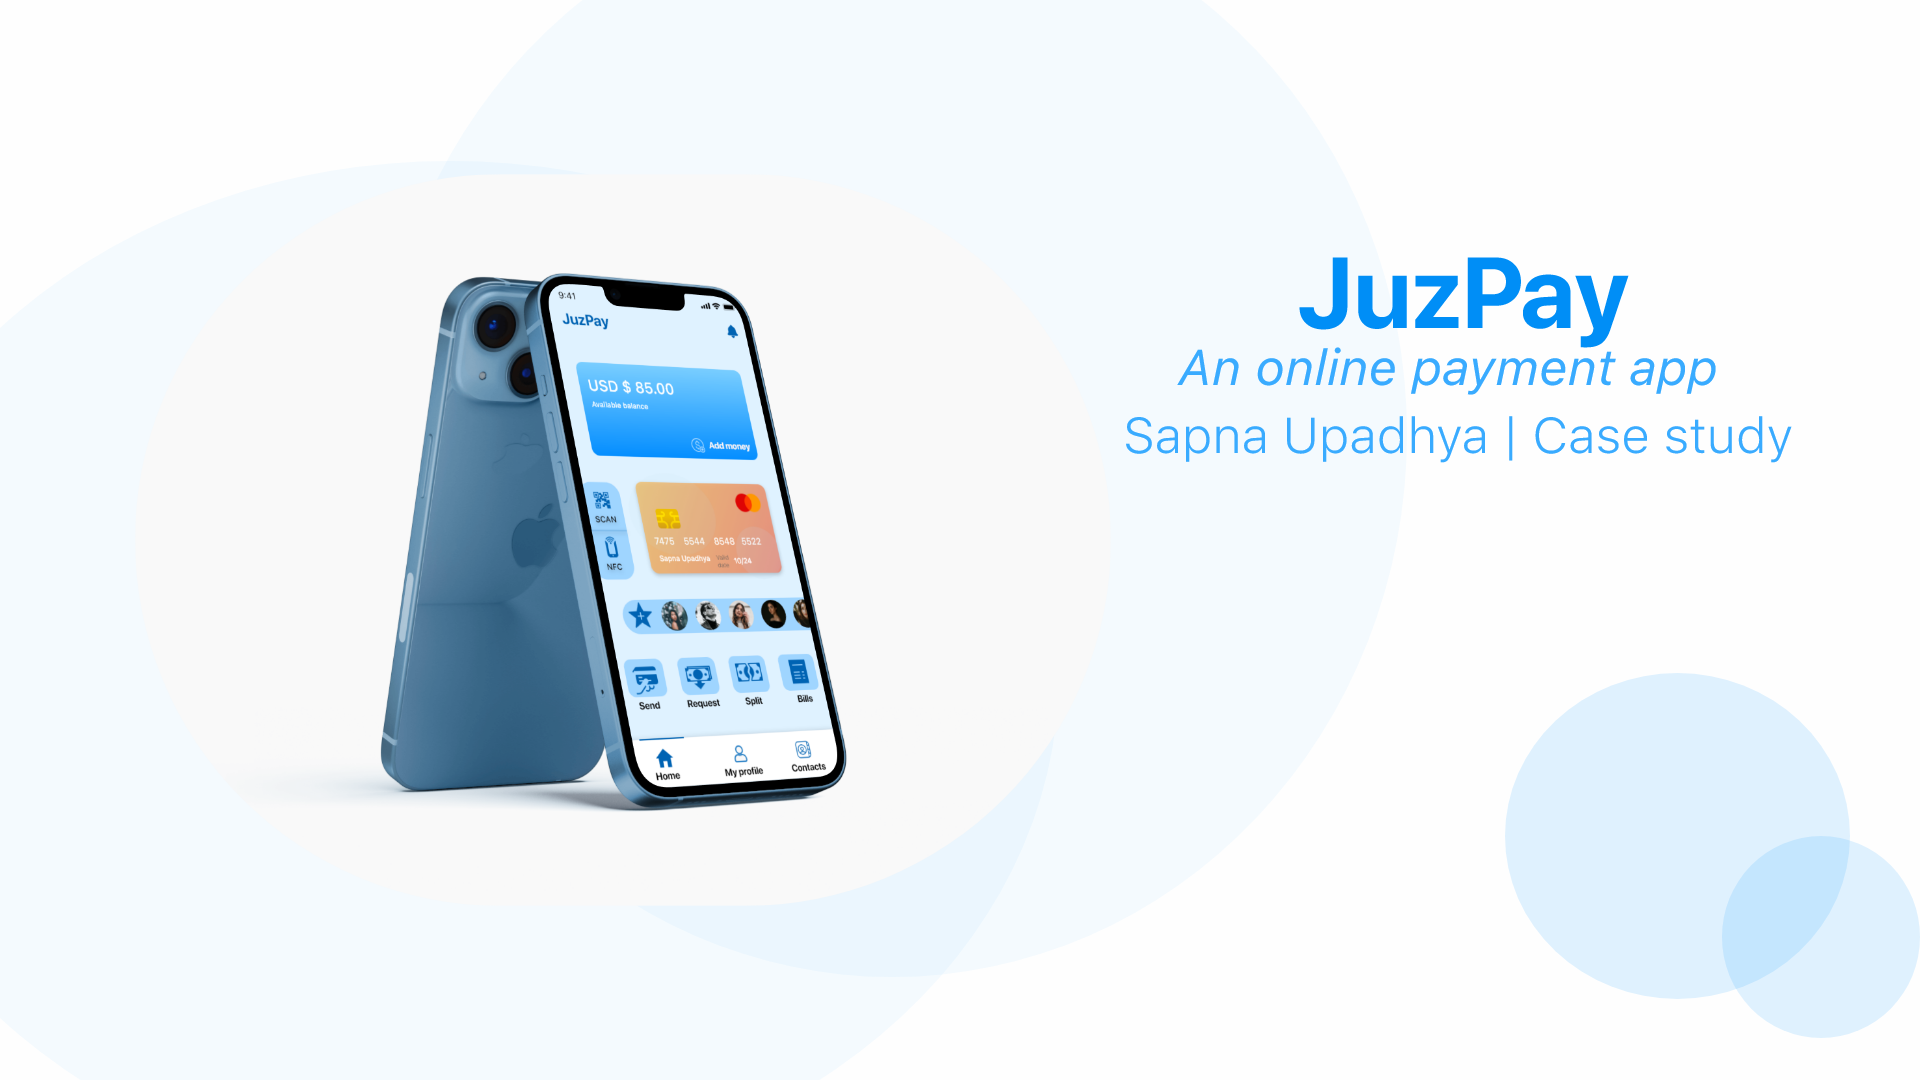 JuzPay
An online payment app
Sapna Upadhya | Case study
9:41
JuzPay
USD $ 85.00
Available balance
Add money
SCAN
NFC
7475 5544 8548 5522
Sapna Upadhya 10/24
Send Request Split Bills
Home My profile Contacts